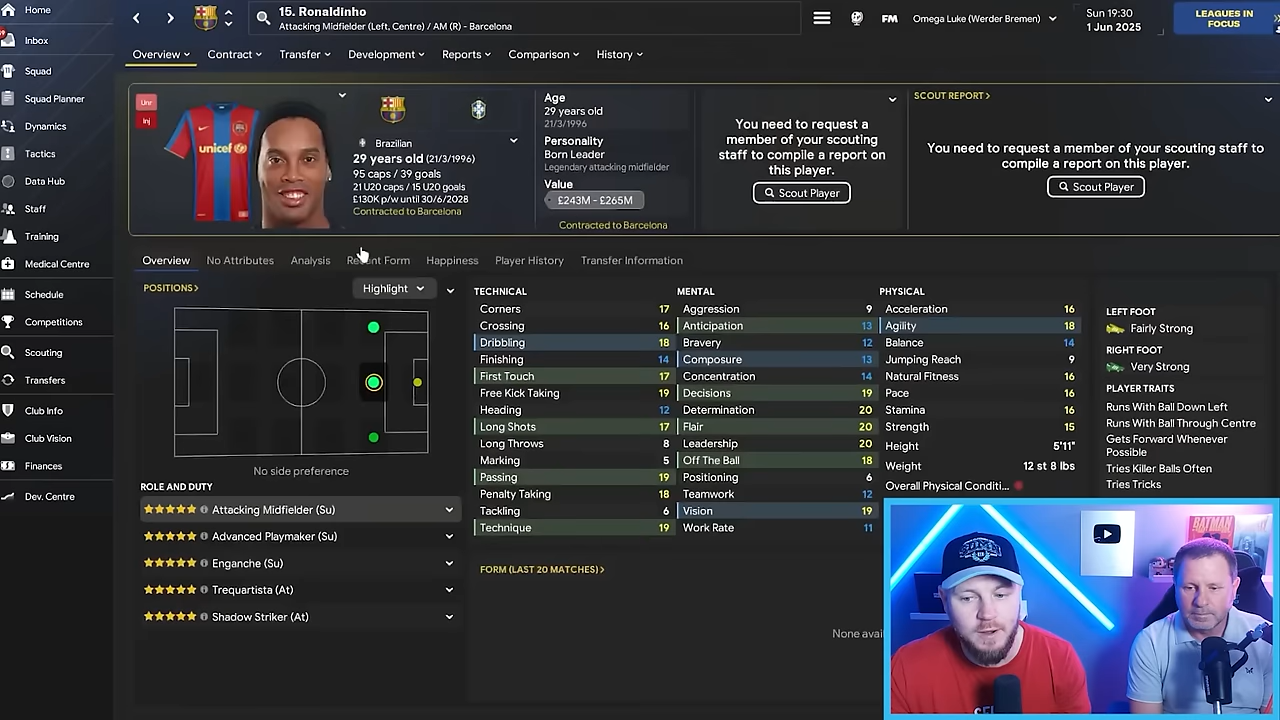 Home
Inbox
Squad
Squad Planner
Dynamics
Tactics
Data Hub
Staff
Training
Medical Centre
Schedule
Competitions
Scouting
Transfers
Club Info
Club Vision
Finances
Dev. Centre
15. Ronaldinho
Attacking Midfielder (Left, Centre) / AM (R) - Barcelona
FM
Omega Luke (Werder Bremen)
Sun 19:30
1 Jun 2025
LEAGUES IN
FOCUS
Overview
Contract
Transfer
Development
Reports
Comparison
History
Unr
Inj
unicef
Brazilian
29 years old (21/3/1996)
95 caps / 39 goals
21 U20 caps / 15 U20 goals
£130K p/w until 30/6/2028
Contracted to Barcelona
Age
29 years old
21/3/1996
Personality
Born Leader
Legendary attacking midfielder
Value
£243M - £265M
Contracted to Barcelona
You need to request a
member of your scouting
staff to compile a report on
this player.
Scout Player
SCOUT REPORT >
You need to request a member of your scouting staff to
compile a report on this player.
Scout Player
Overview
No Attributes
Analysis
Recent Form
Happiness
Player History
Transfer Information
POSITIONS >
Highlight
No side preference
ROLE AND DUTY
Attacking Midfielder (Su)
Advanced Playmaker (Su)
Enganche (Su)
Trequartista (At)
Shadow Striker (At)
TECHNICAL
Corners 17
Crossing 16
Dribbling 18
Finishing 14
First Touch 17
Free Kick Taking 19
Heading 12
Long Shots 17
Long Throws 8
Marking 5
Passing 19
Penalty Taking 18
Tackling 6
Technique 19
MENTAL
Aggression 9
Anticipation 13
Bravery 12
Composure 13
Concentration 14
Decisions 19
Determination 20
Flair 20
Leadership 20
Off The Ball 18
Positioning 6
Teamwork 12
Vision 19
Work Rate 11
PHYSICAL
Acceleration 16
Agility 18
Balance 14
Jumping Reach 9
Natural Fitness 16
Pace 16
Stamina 16
Strength 15
Height 5'11"
Weight 12 st 8 lbs
Overall Physical Conditi...
LEFT FOOT
Fairly Strong
RIGHT FOOT
Very Strong
PLAYER TRAITS
Runs With Ball Down Left
Runs With Ball Through Centre
Gets Forward Whenever
Possible
Tries Killer Balls Often
Tries Tricks
FORM (LAST 20 MATCHES) >
None avai
BATMAN